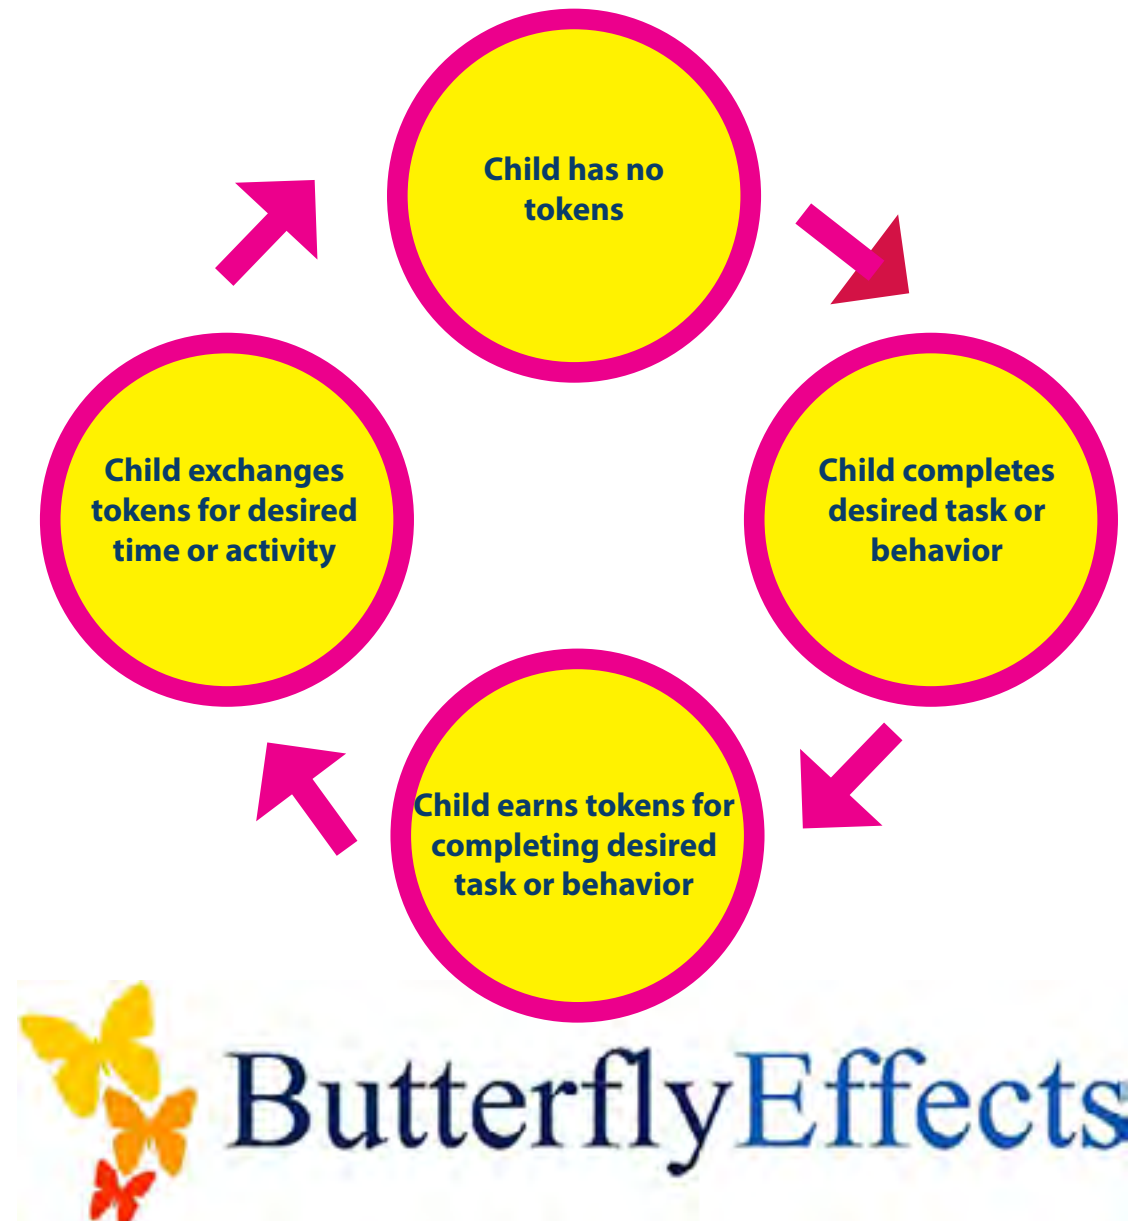 Child has no
tokens
Child completes
desired task or
behavior
Child earns tokens for
completing desired
task or behavior
Child exchanges
tokens for desired
time or activity
ButterflyEffects